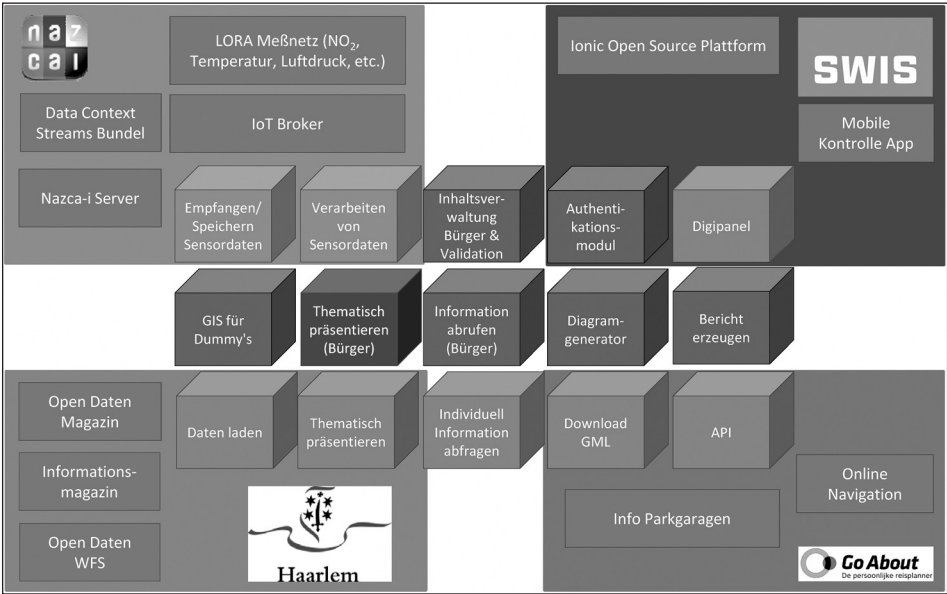 naz
cai
LORA Meßnetz (NO₂,
Temperatur, Luftdruck, etc.)
Data Context
Streams Bundel
IoT Broker
Nazca-i Server
Ionic Open Source Plattform
SWIS
Mobile
Kontrolle App
Empfangen/
Speichern
Sensordaten
Verarbeiten
von
Sensordaten
Inhaltsver-
waltung
Bürger &
Validation
Authenti-
kations-
modul
Digipanel
GIS für
Dummy's
Thematisch
präsentieren
(Bürger)
Information
abrufen
(Bürger)
Diagram-
generator
Bericht
erzeugen
Open Daten
Magazin
Informations-
magazin
Open Daten
WFS
Daten laden
Thematisch
präsentieren
Individuell
Information
abfragen
Download
GML
API
Haarlem
Info Parkgaragen
Online
Navigation
Go About
De persoonlijke reisplanner